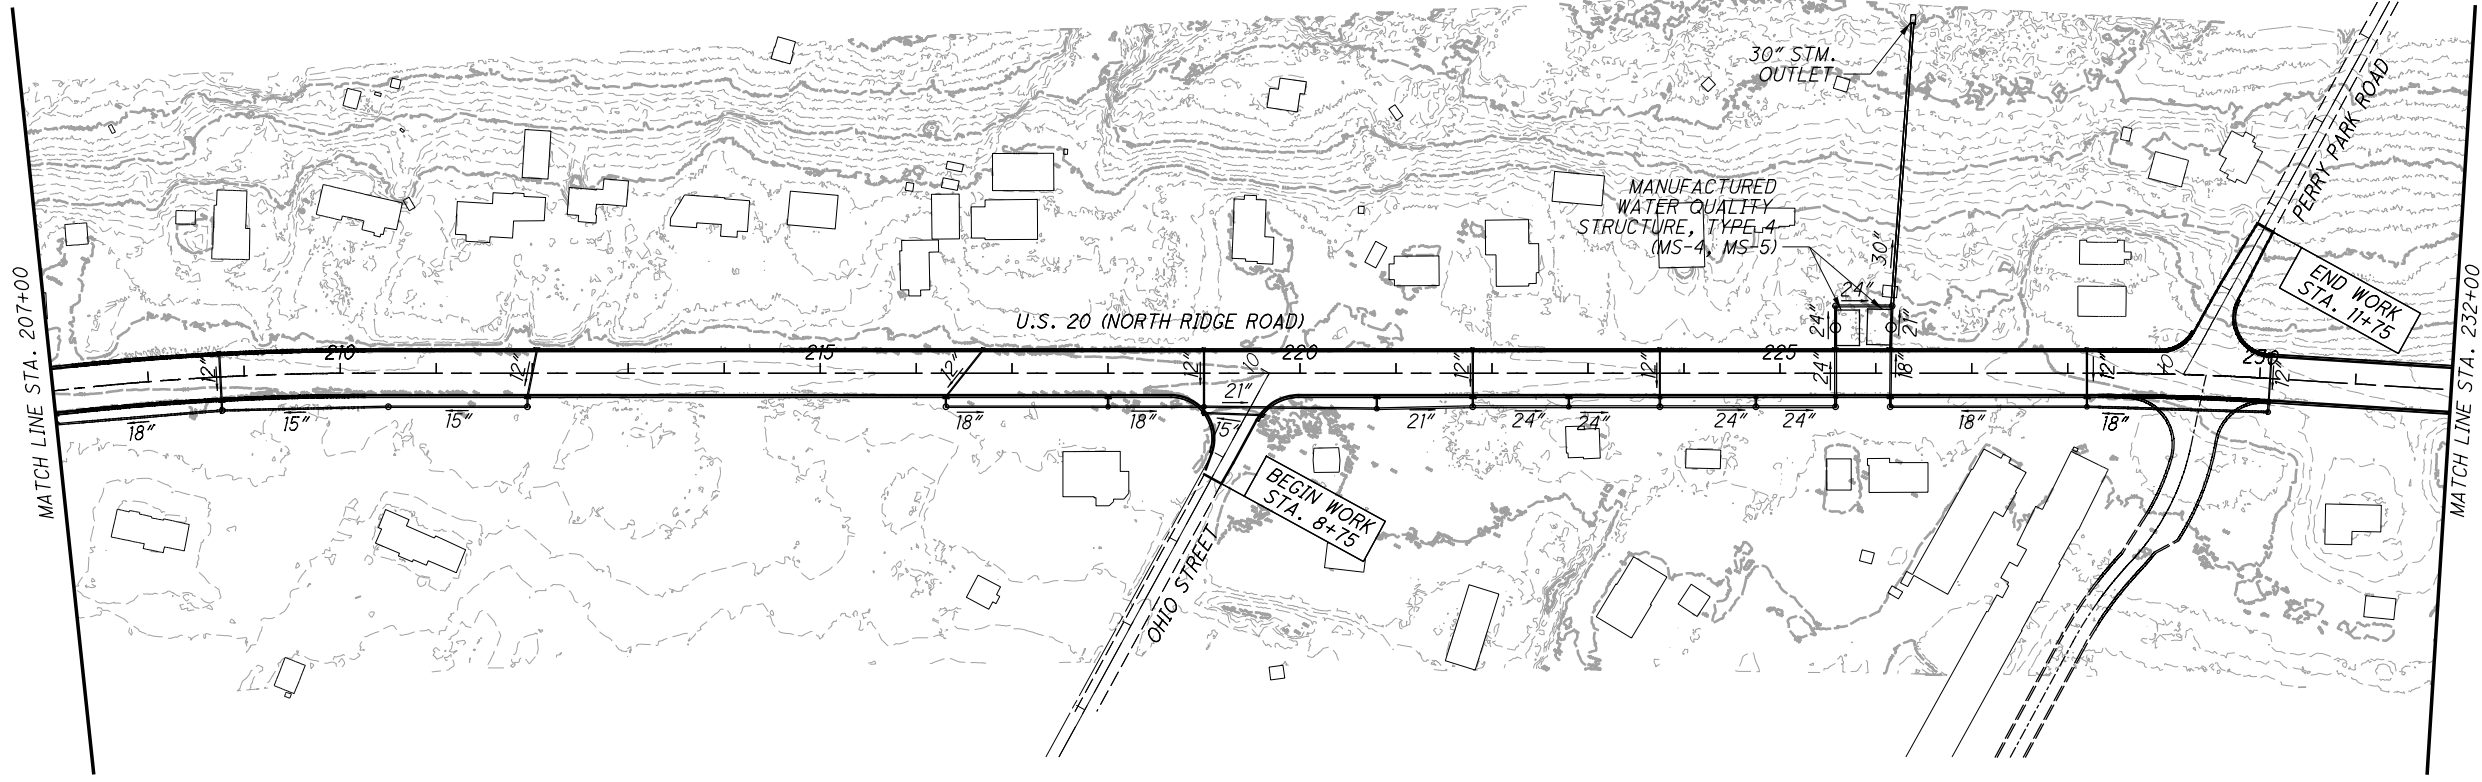 30" STM.
OUTLET
PERRY PARK ROAD
MANUFACTURED
WATER QUALITY
STRUCTURE, TYPE 4
(MS-4, MS-5)
30"
24"
24"
21"
END WORK
STA. 11+75
MATCH LINE STA. 207+00
MATCH LINE STA. 232+00
U.S. 20 (NORTH RIDGE ROAD)
210
215
220
225
12"
12"
12"
12"
10
12"
12"
24"
18"
12"
10
12"
21"
18"
15"
15"
18"
18"
15"
21"
24"
24"
24"
24"
18"
18"
BEGIN WORK
STA. 8+75
OHIO STREET